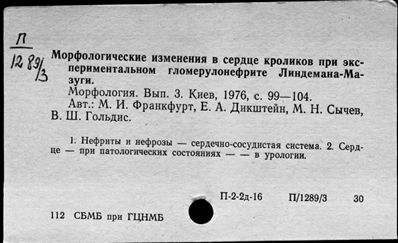 П
1289/3
Морфологические изменения в сердце кроликов при экс-
периментальном гломерулонефрите Линдемана-Ма-
зуги.
Морфология. Вып. 3. Киев, 1976, с. 99—104.
Авт.: М. И. Франкфурт, Е. А. Дикштейн, М. Н. Сычев,
В. Ш. Гольдис.
1. Нефриты и нефрозы — сердечно-сосудистая система. 2. Серд-
це — при патологических состояниях — — в урологии.
П-2-2д-16 П/1289/3 30
112 СБМБ при ГЦНМБ